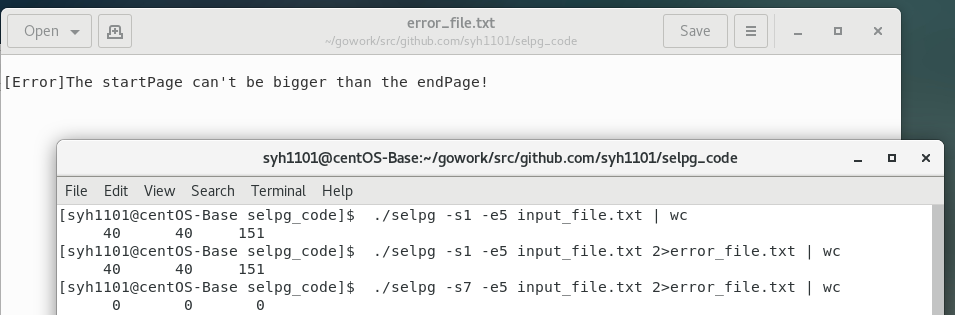 Open
error_file.txt
~/gowork/src/github.com/syh1101/selpg_code
Save
[Error]The startPage can't be bigger than the endPage!
syh1101@centOS-Base:~/gowork/src/github.com/syh1101/selpg_code
File Edit View Search Terminal Help
[syh1101@centOS-Base selpg_code]$  ./selpg -s1 -e5 input_file.txt | wc
     40      40     151
[syh1101@centOS-Base selpg_code]$  ./selpg -s1 -e5 input_file.txt 2>error_file.txt | wc
     40      40     151
[syh1101@centOS-Base selpg_code]$  ./selpg -s7 -e5 input_file.txt 2>error_file.txt | wc
      0       0       0